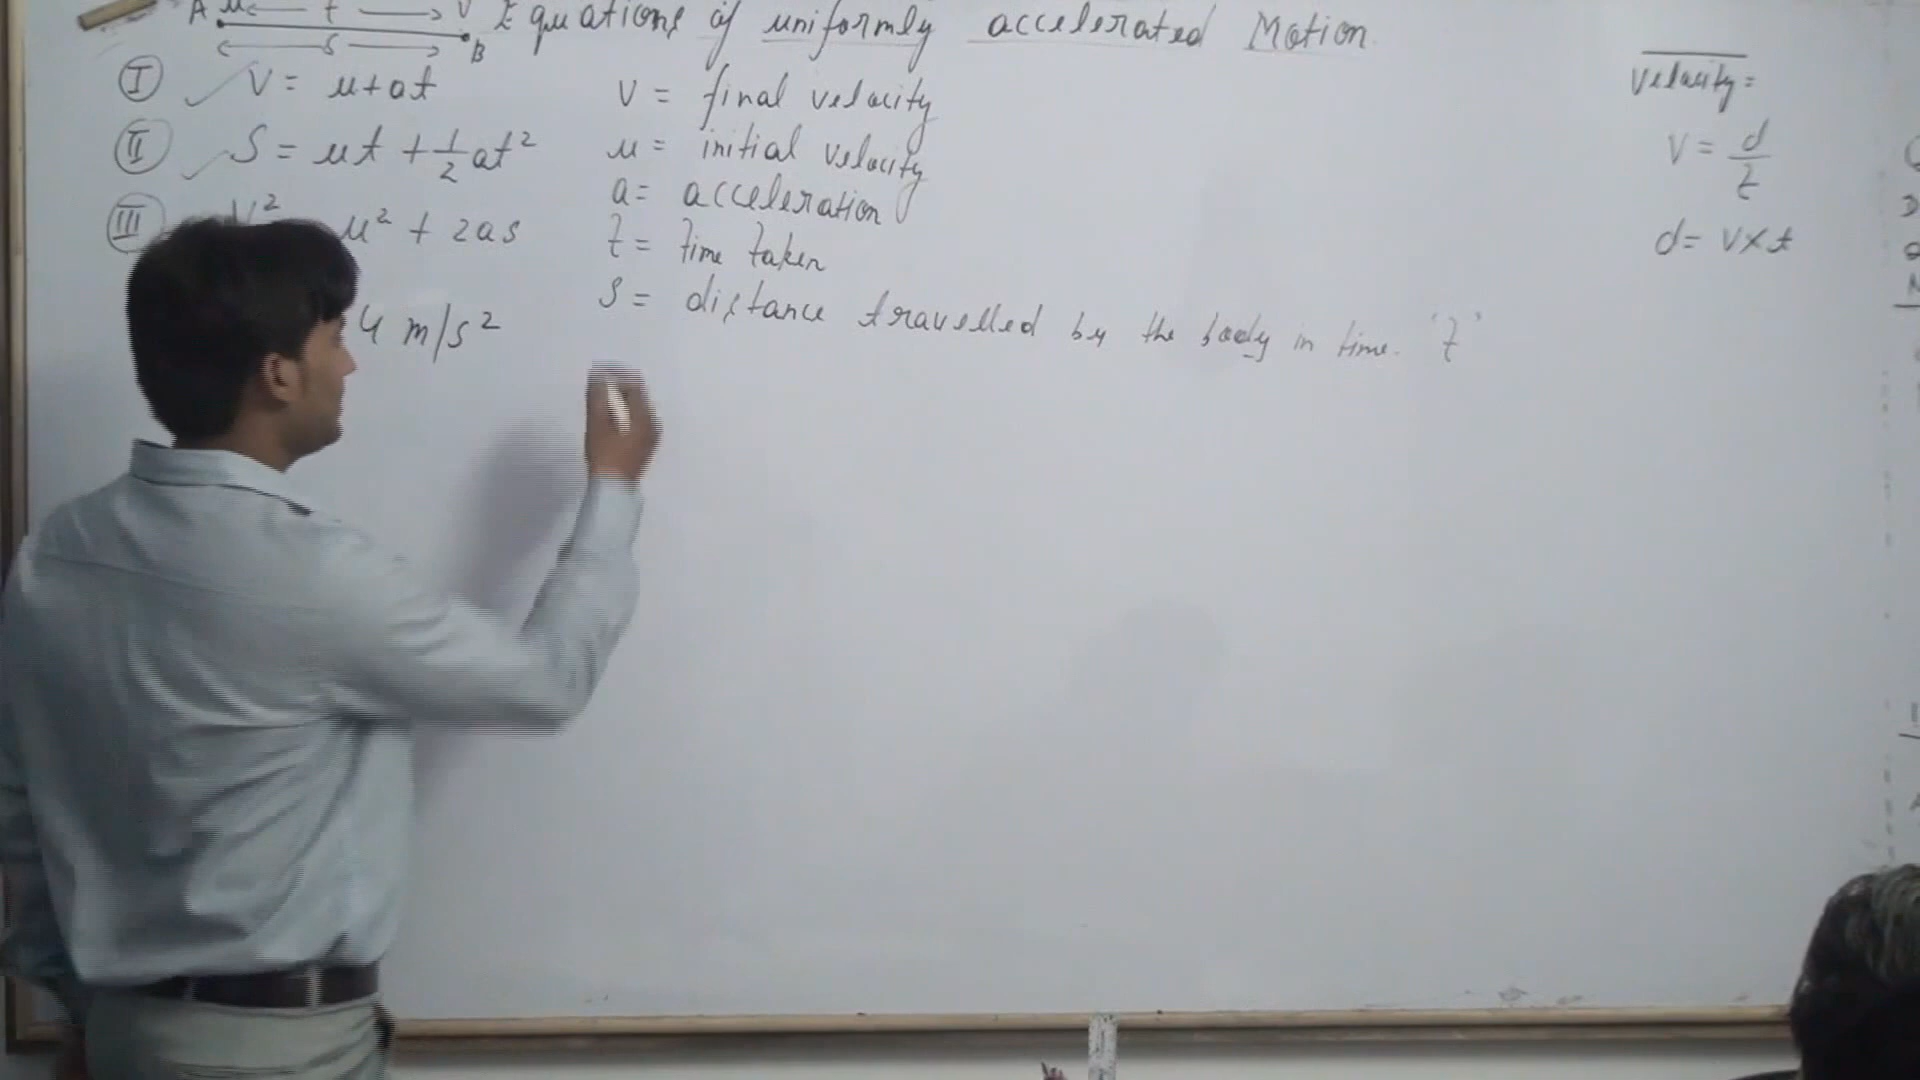 A u t v Equations of uniformly accelerated Motion
S B
I V = u+at
II S = ut + 1/2 at²
III V² u² + 2as
4 m/s²
V = final velocity
u = initial velocity
a = acceleration
t = time taken
S = distance travelled by the body in time. 't'
Velocity =
V = d/t
d = V×t